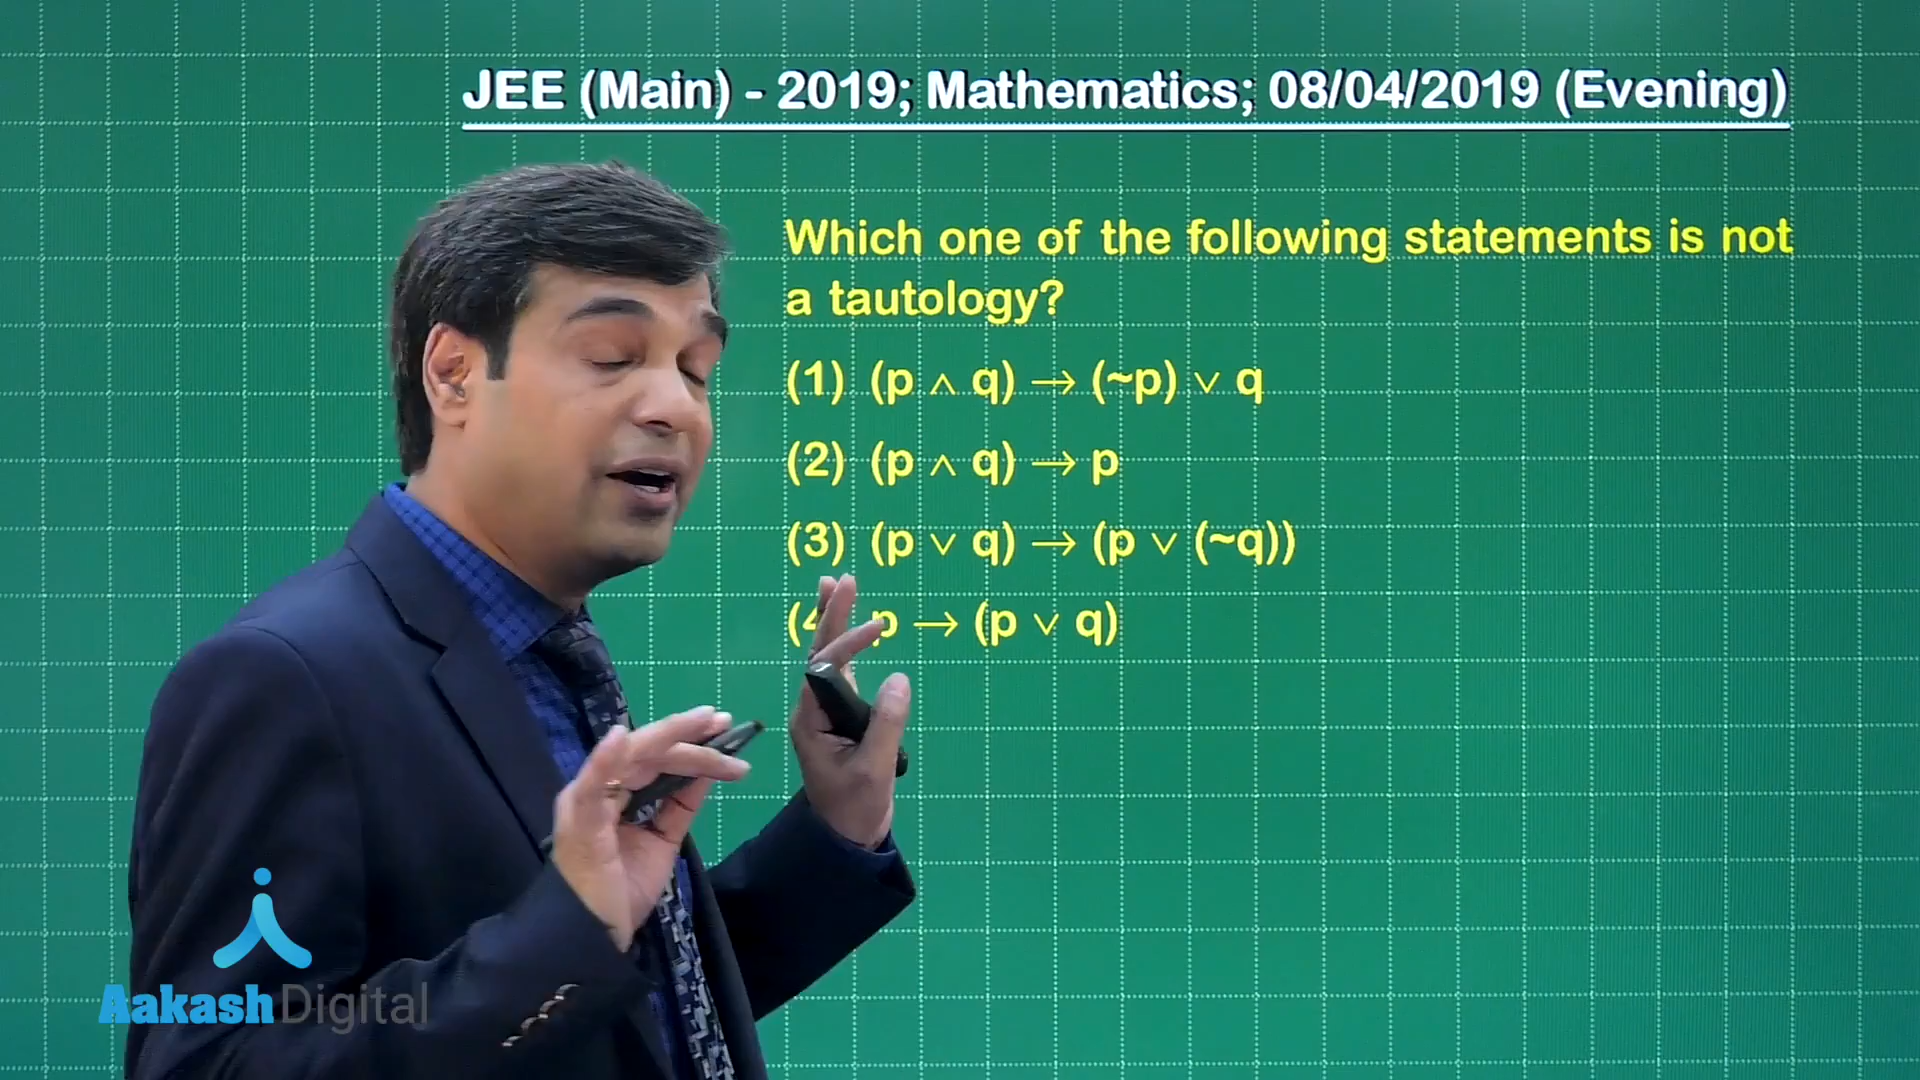 JEE (Main) - 2019; Mathematics; 08/04/2019 (Evening)
Which one of the following statements is not
a tautology?
(1) (p ∧ q) → (~p) ∨ q
(2) (p ∧ q) → p
(3) (p ∨ q) → (p ∨ (~q))
(4 p → (p ∨ q)
Aakash Digital